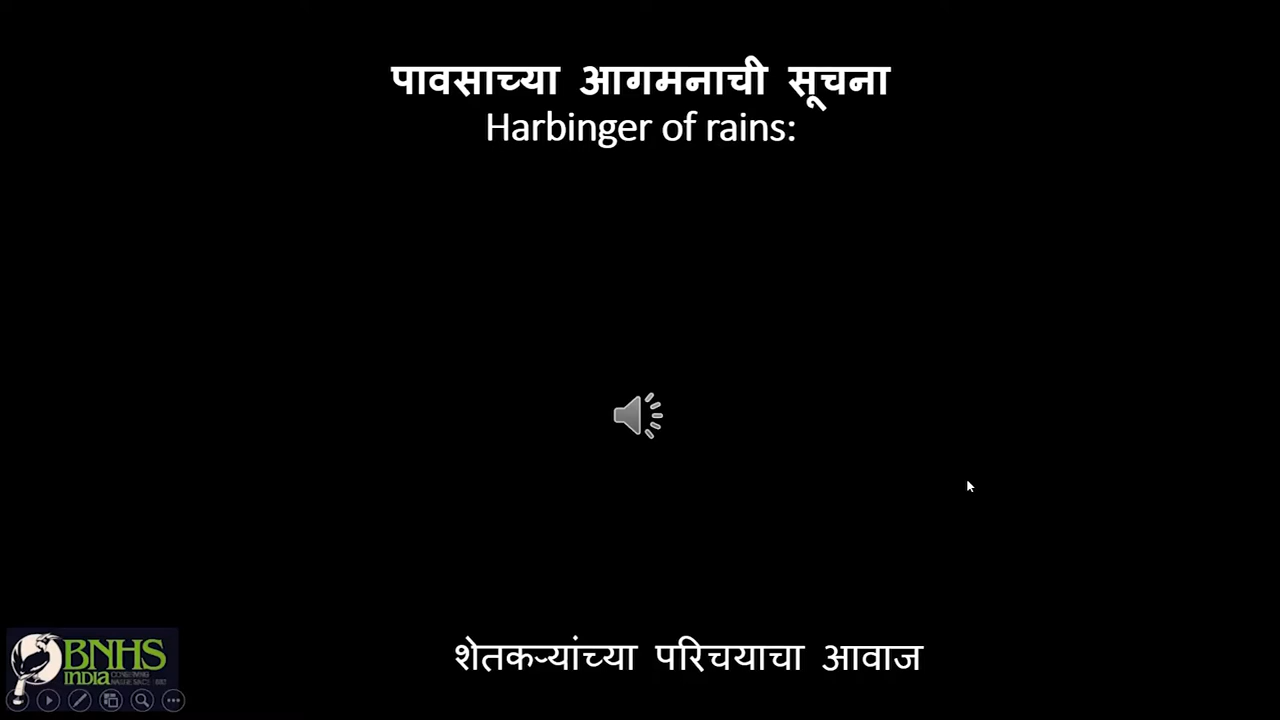 पावसाच्या आगमनाची सूचना
Harbinger of rains:
शेतकऱ्यांच्या परिचयाचा आवाज
BNHS
INDIA